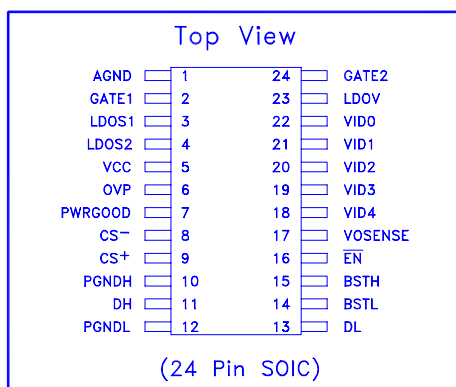 Top View
AGND 1 24 GATE2
GATE1 2 23 LDOV
LDOS1 3 22 VID0
LDOS2 4 21 VID1
VCC 5 20 VID2
OVP 6 19 VID3
PWRGOOD 7 18 VID4
CS− 8 17 VOSENSE
CS+ 9 16 E̅N̅
PGNDH 10 15 BSTH
DH 11 14 BSTL
PGNDL 12 13 DL
(24 Pin SOIC)